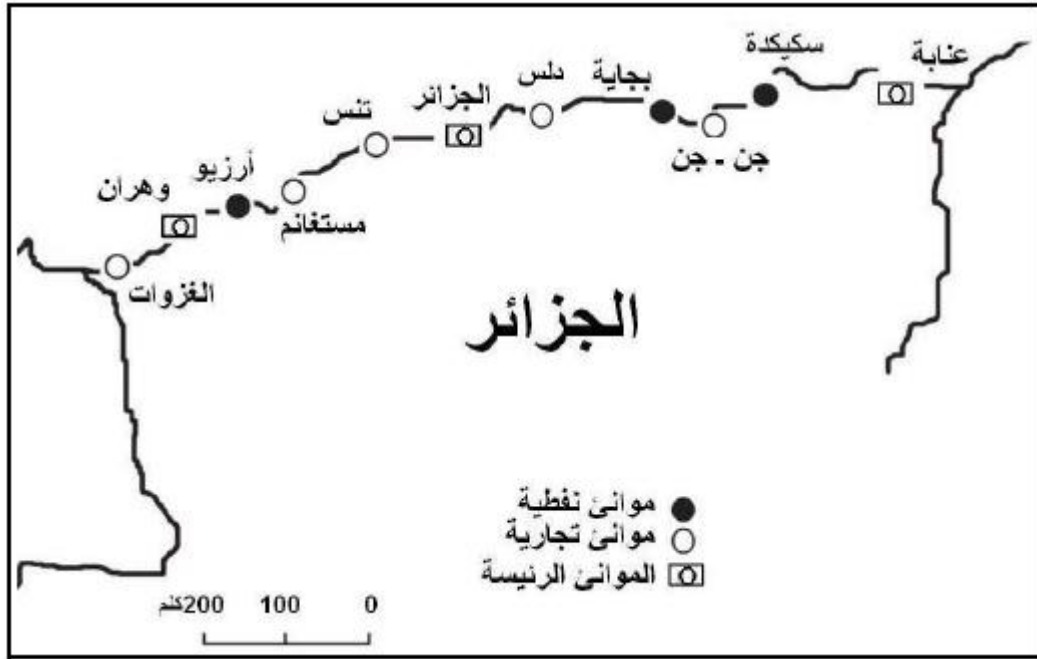 عنابة
سكيكدة
بجاية
دلس
الجزائر
تنس
أرزيو
وهران
جن - جن
مستغانم
الغزوات
الجزائر
موانئ نفطية
موانئ تجارية
الموانئ الرئيسة
0 100 200كلم